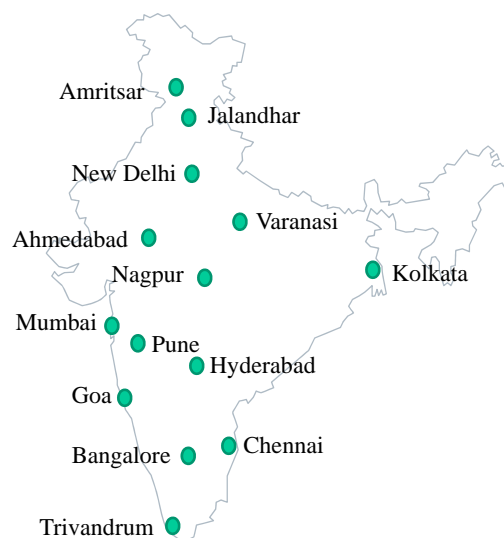 Amritsar
Jalandhar
New Delhi
Varanasi
Ahmedabad
Nagpur
Kolkata
Mumbai
Pune
Hyderabad
Goa
Chennai
Bangalore
Trivandrum